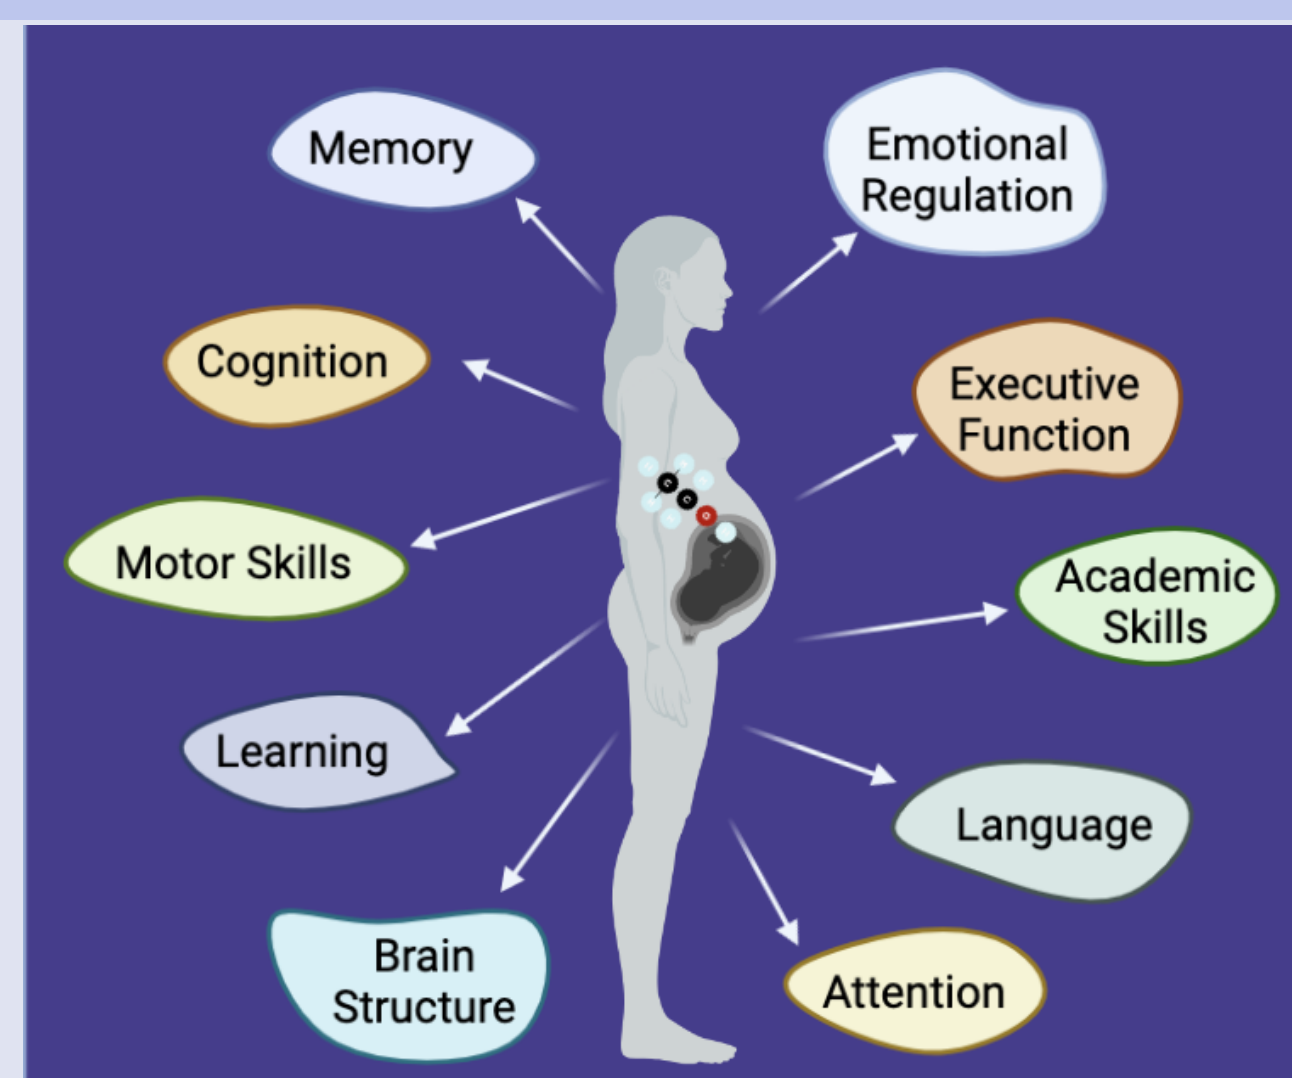 Memory
Emotional
Regulation
Cognition
Executive
Function
Motor Skills
Academic
Skills
Learning
Language
Brain
Structure
Attention
C
C
O